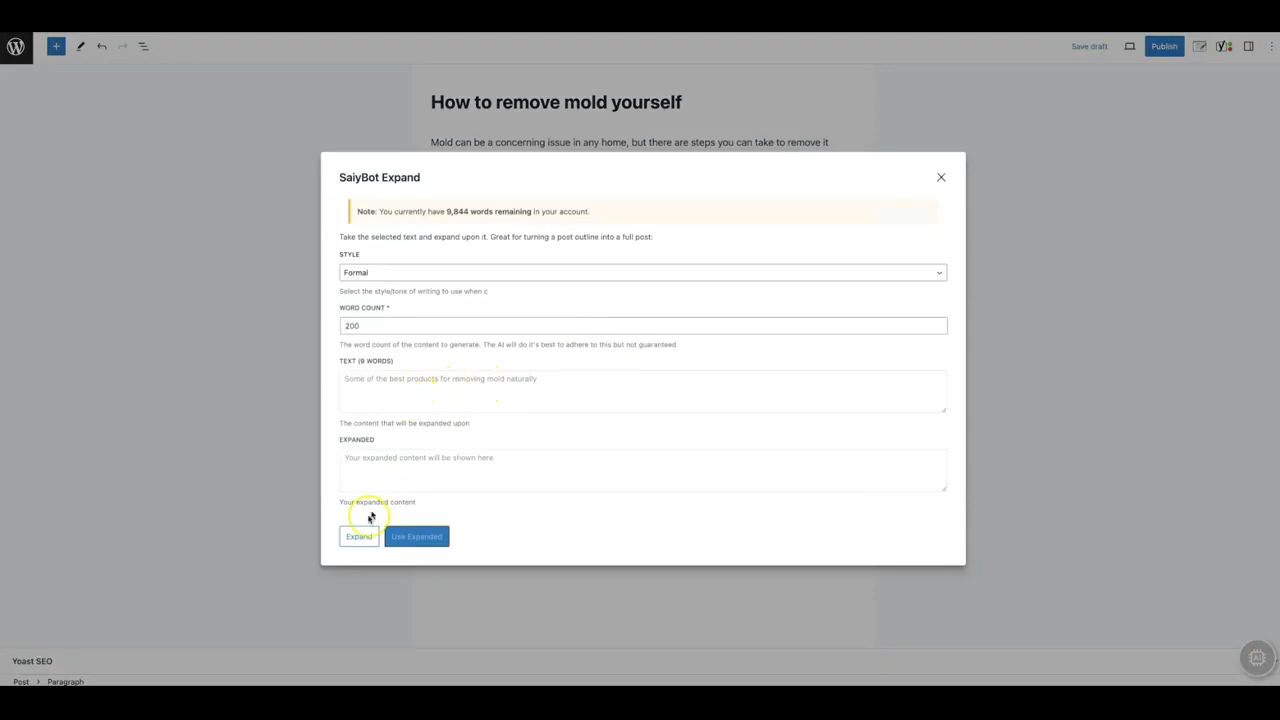 Save draft
Publish
How to remove mold yourself
Mold can be a concerning issue in any home, but there are steps you can take to remove it
SaiyBot Expand
Note: You currently have 9,844 words remaining in your account.
Take the selected text and expand upon it. Great for turning a post outline into a full post:
STYLE
Formal
Select the style/tone of writing to use when c
WORD COUNT *
200
The word count of the content to generate. The AI will do it's best to adhere to this but not guaranteed
TEXT (9 WORDS)
Some of the best products for removing mold naturally
The content that will be expanded upon
EXPANDED
Your expanded content will be shown here
Your expanded content
Expand
Use Expanded
Yoast SEO
Post > Paragraph